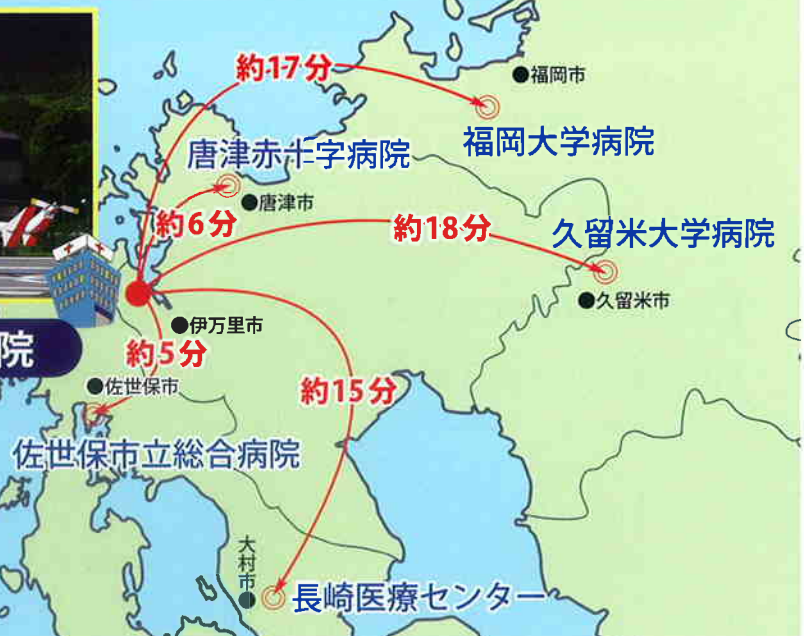 約17分
福岡市
福岡大学病院
唐津赤十字病院
唐津市
約6分
約18分
久留米大学病院
久留米市
伊万里市
院
約5分
佐世保市
約15分
佐世保市立総合病院
大村市
長崎医療センター